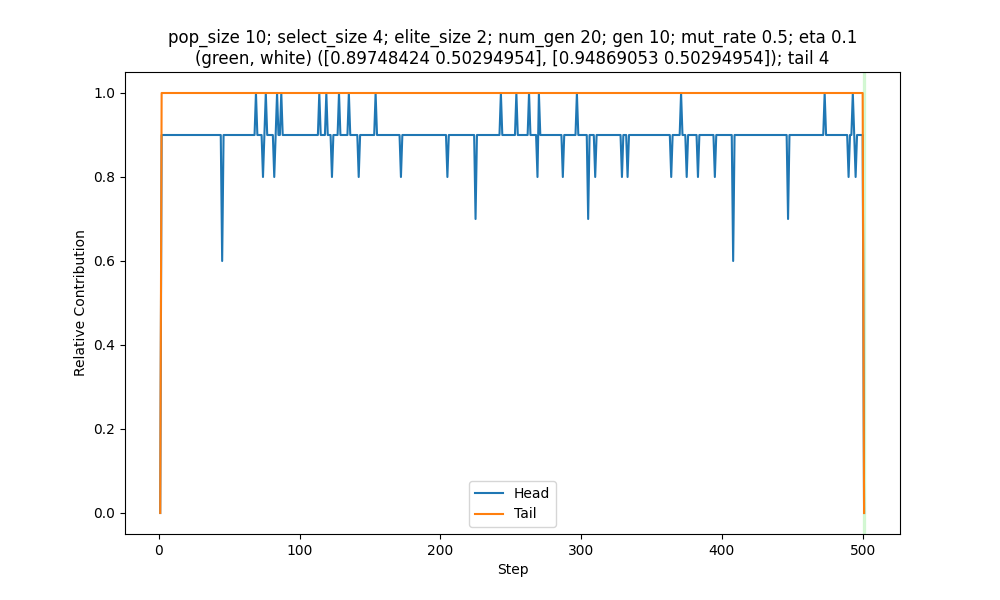 pop_size 10; select_size 4; elite_size 2; num_gen 20; gen 10; mut_rate 0.5; eta 0.1
(green, white) ([0.89748424 0.50294954], [0.94869053 0.50294954]); tail 4
Relative Contribution
1.0
0.8
0.6
0.4
0.2
0.0
Head
Tail
0
100
200
300
400
500
Step